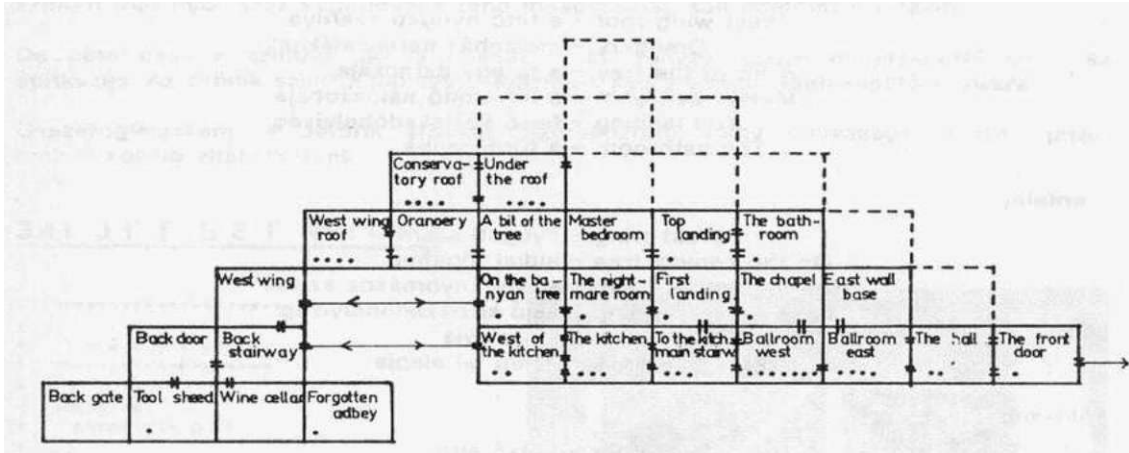 Conserva-
tory roof
Under
the roof
West wing
roof
Orangery
A bit of the
tree
Master
bedroom
Top
landing
The bath-
room
West wing
On the ba-
nyan tree
The night-
mare room
First
landing
The chapel
East wall
base
Back door
Back
stairway
West of
the kitchen
The kitchen
To the kitch.
main stairw.
Ballroom
west
Ballroom
east
The hall
The front
door
Back gate
Tool sheed
Wine cellar
Forgotten
adbey